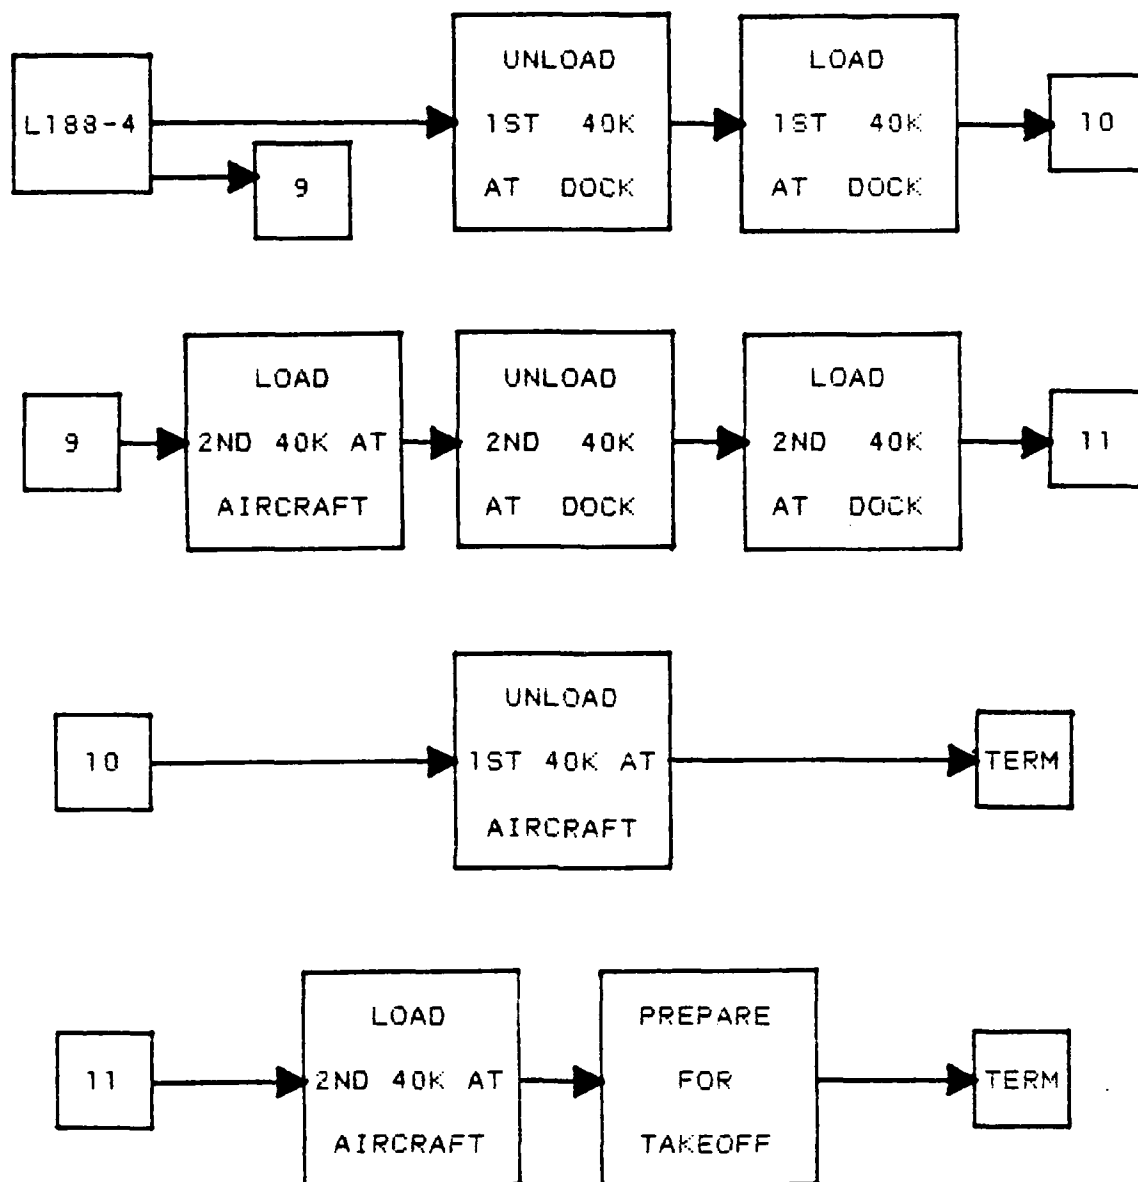 L188-4
9
UNLOAD
1ST 40K
AT DOCK
LOAD
1ST 40K
AT DOCK
10
9
LOAD
2ND 40K AT
AIRCRAFT
UNLOAD
2ND 40K
AT DOCK
LOAD
2ND 40K
AT DOCK
11
10
UNLOAD
1ST 40K AT
AIRCRAFT
TERM
11
LOAD
2ND 40K AT
AIRCRAFT
PREPARE
FOR
TAKEOFF
TERM